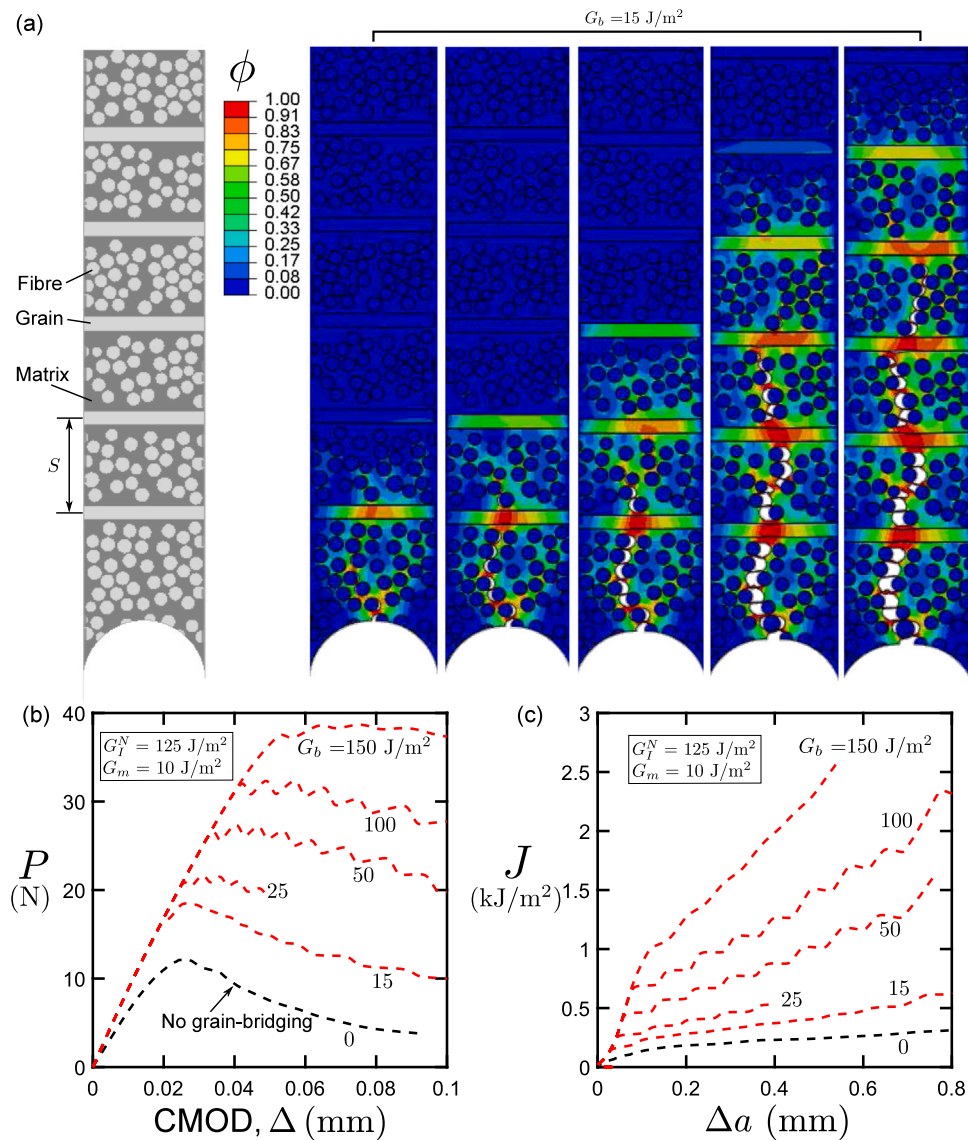 (a)
G_b = 15 J/m²
ϕ
1.00
0.91
0.83
0.75
0.67
0.58
0.50
0.42
0.33
0.25
0.17
0.08
0.00
Fibre
Grain
Matrix
S
(b)
40
30
20
10
0
P
(N)
G_I^N = 125 J/m²
G_m = 10 J/m²
G_b =150 J/m²
100
50
25
15
No grain-bridging
0
0
0.02
0.04
0.06
0.08
0.1
CMOD, Δ (mm)
(c)
3
2.5
2
1.5
1
0.5
0
J
(kJ/m²)
G_I^N = 125 J/m²
G_m = 10 J/m²
G_b =150 J/m²
100
50
25
15
0
0
0.2
0.4
0.6
0.8
Δa (mm)